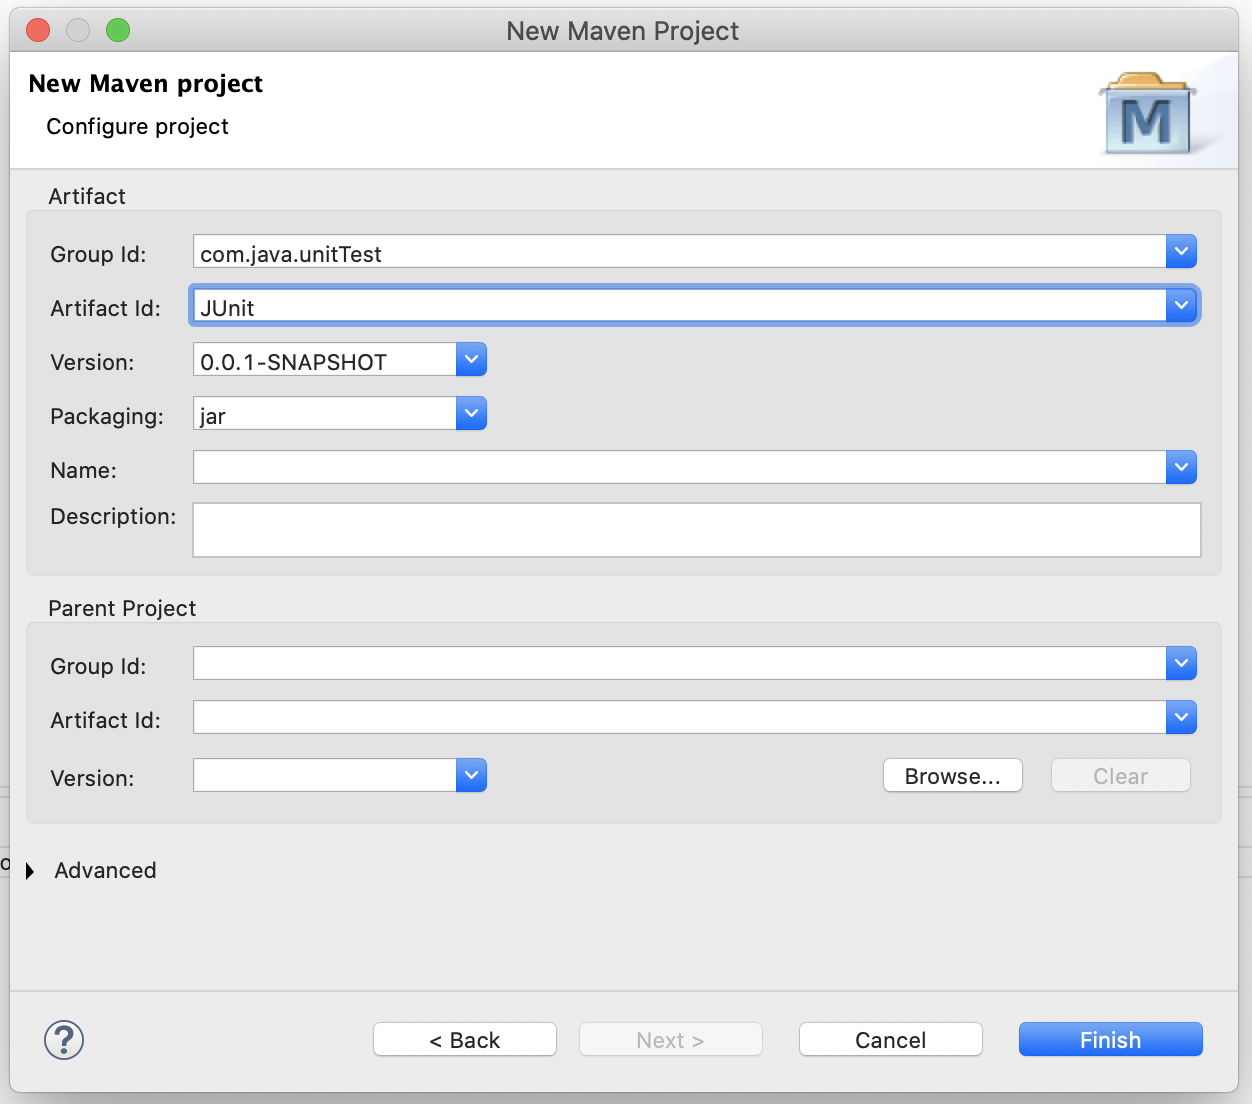 New Maven Project
New Maven project
Configure project
M
Artifact
Group Id: com.java.unitTest
Artifact Id: JUnit
Version: 0.0.1-SNAPSHOT
Packaging: jar
Name:
Description:
Parent Project
Group Id:
Artifact Id:
Version: Browse... Clear
o
Advanced
? < Back Next > Cancel Finish